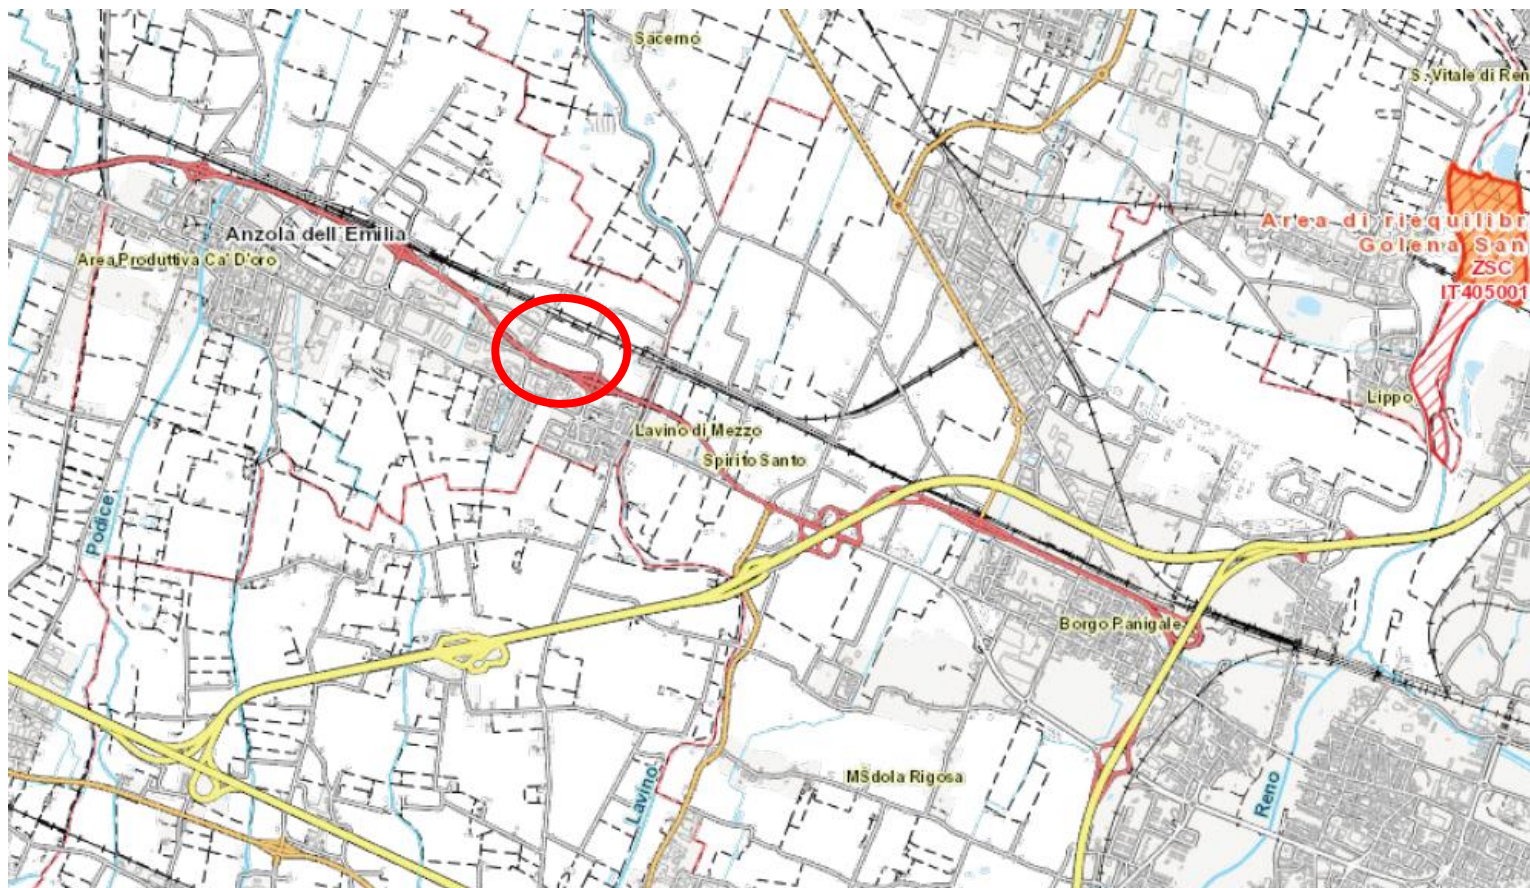 Sacerno
S. Vitale di Ren
Anzola dell'Emilia
Area Produttiva Ca' D'oro
Area di riequilibr
Golena San
ZSC
IT405001
Lippo
Lavino di Mezzo
Spirito Santo
Podice
Borgo Panigale
MSdola Rigosa
Lavino
Reno